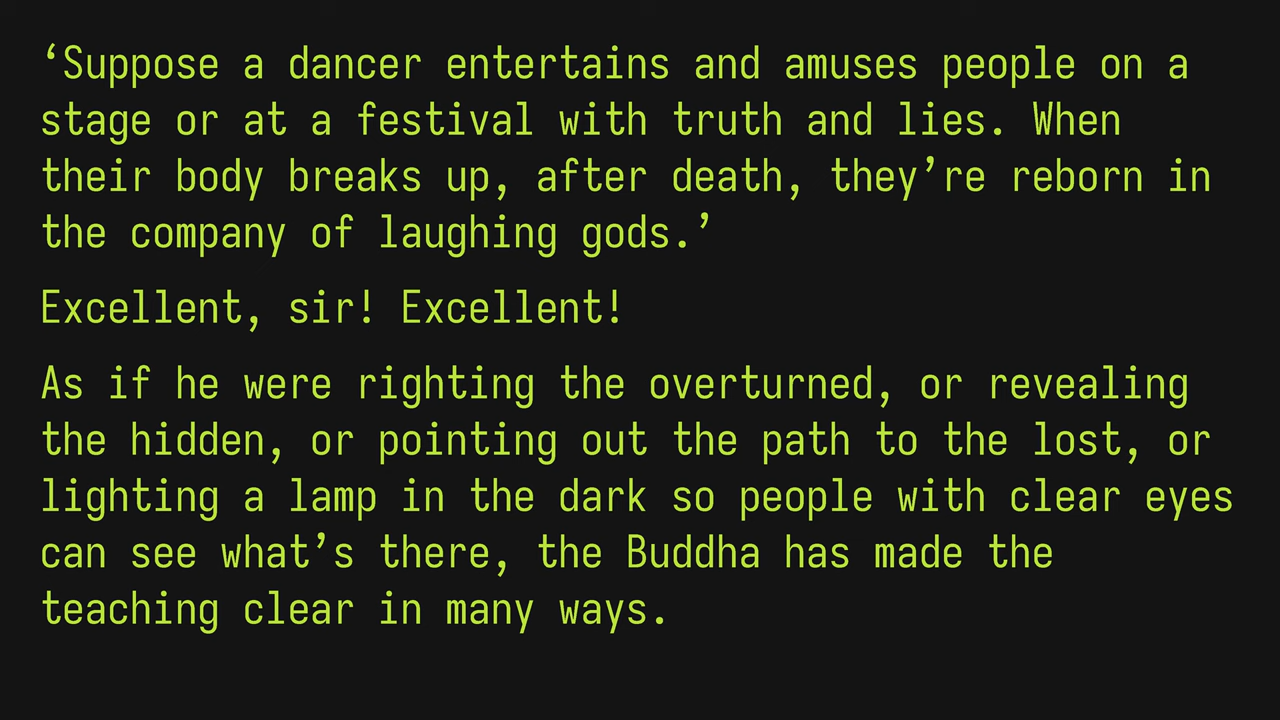 ‘Suppose a dancer entertains and amuses people on a
stage or at a festival with truth and lies. When
their body breaks up, after death, they’re reborn in
the company of laughing gods.’
Excellent, sir! Excellent!
As if he were righting the overturned, or revealing
the hidden, or pointing out the path to the lost, or
lighting a lamp in the dark so people with clear eyes
can see what’s there, the Buddha has made the
teaching clear in many ways.